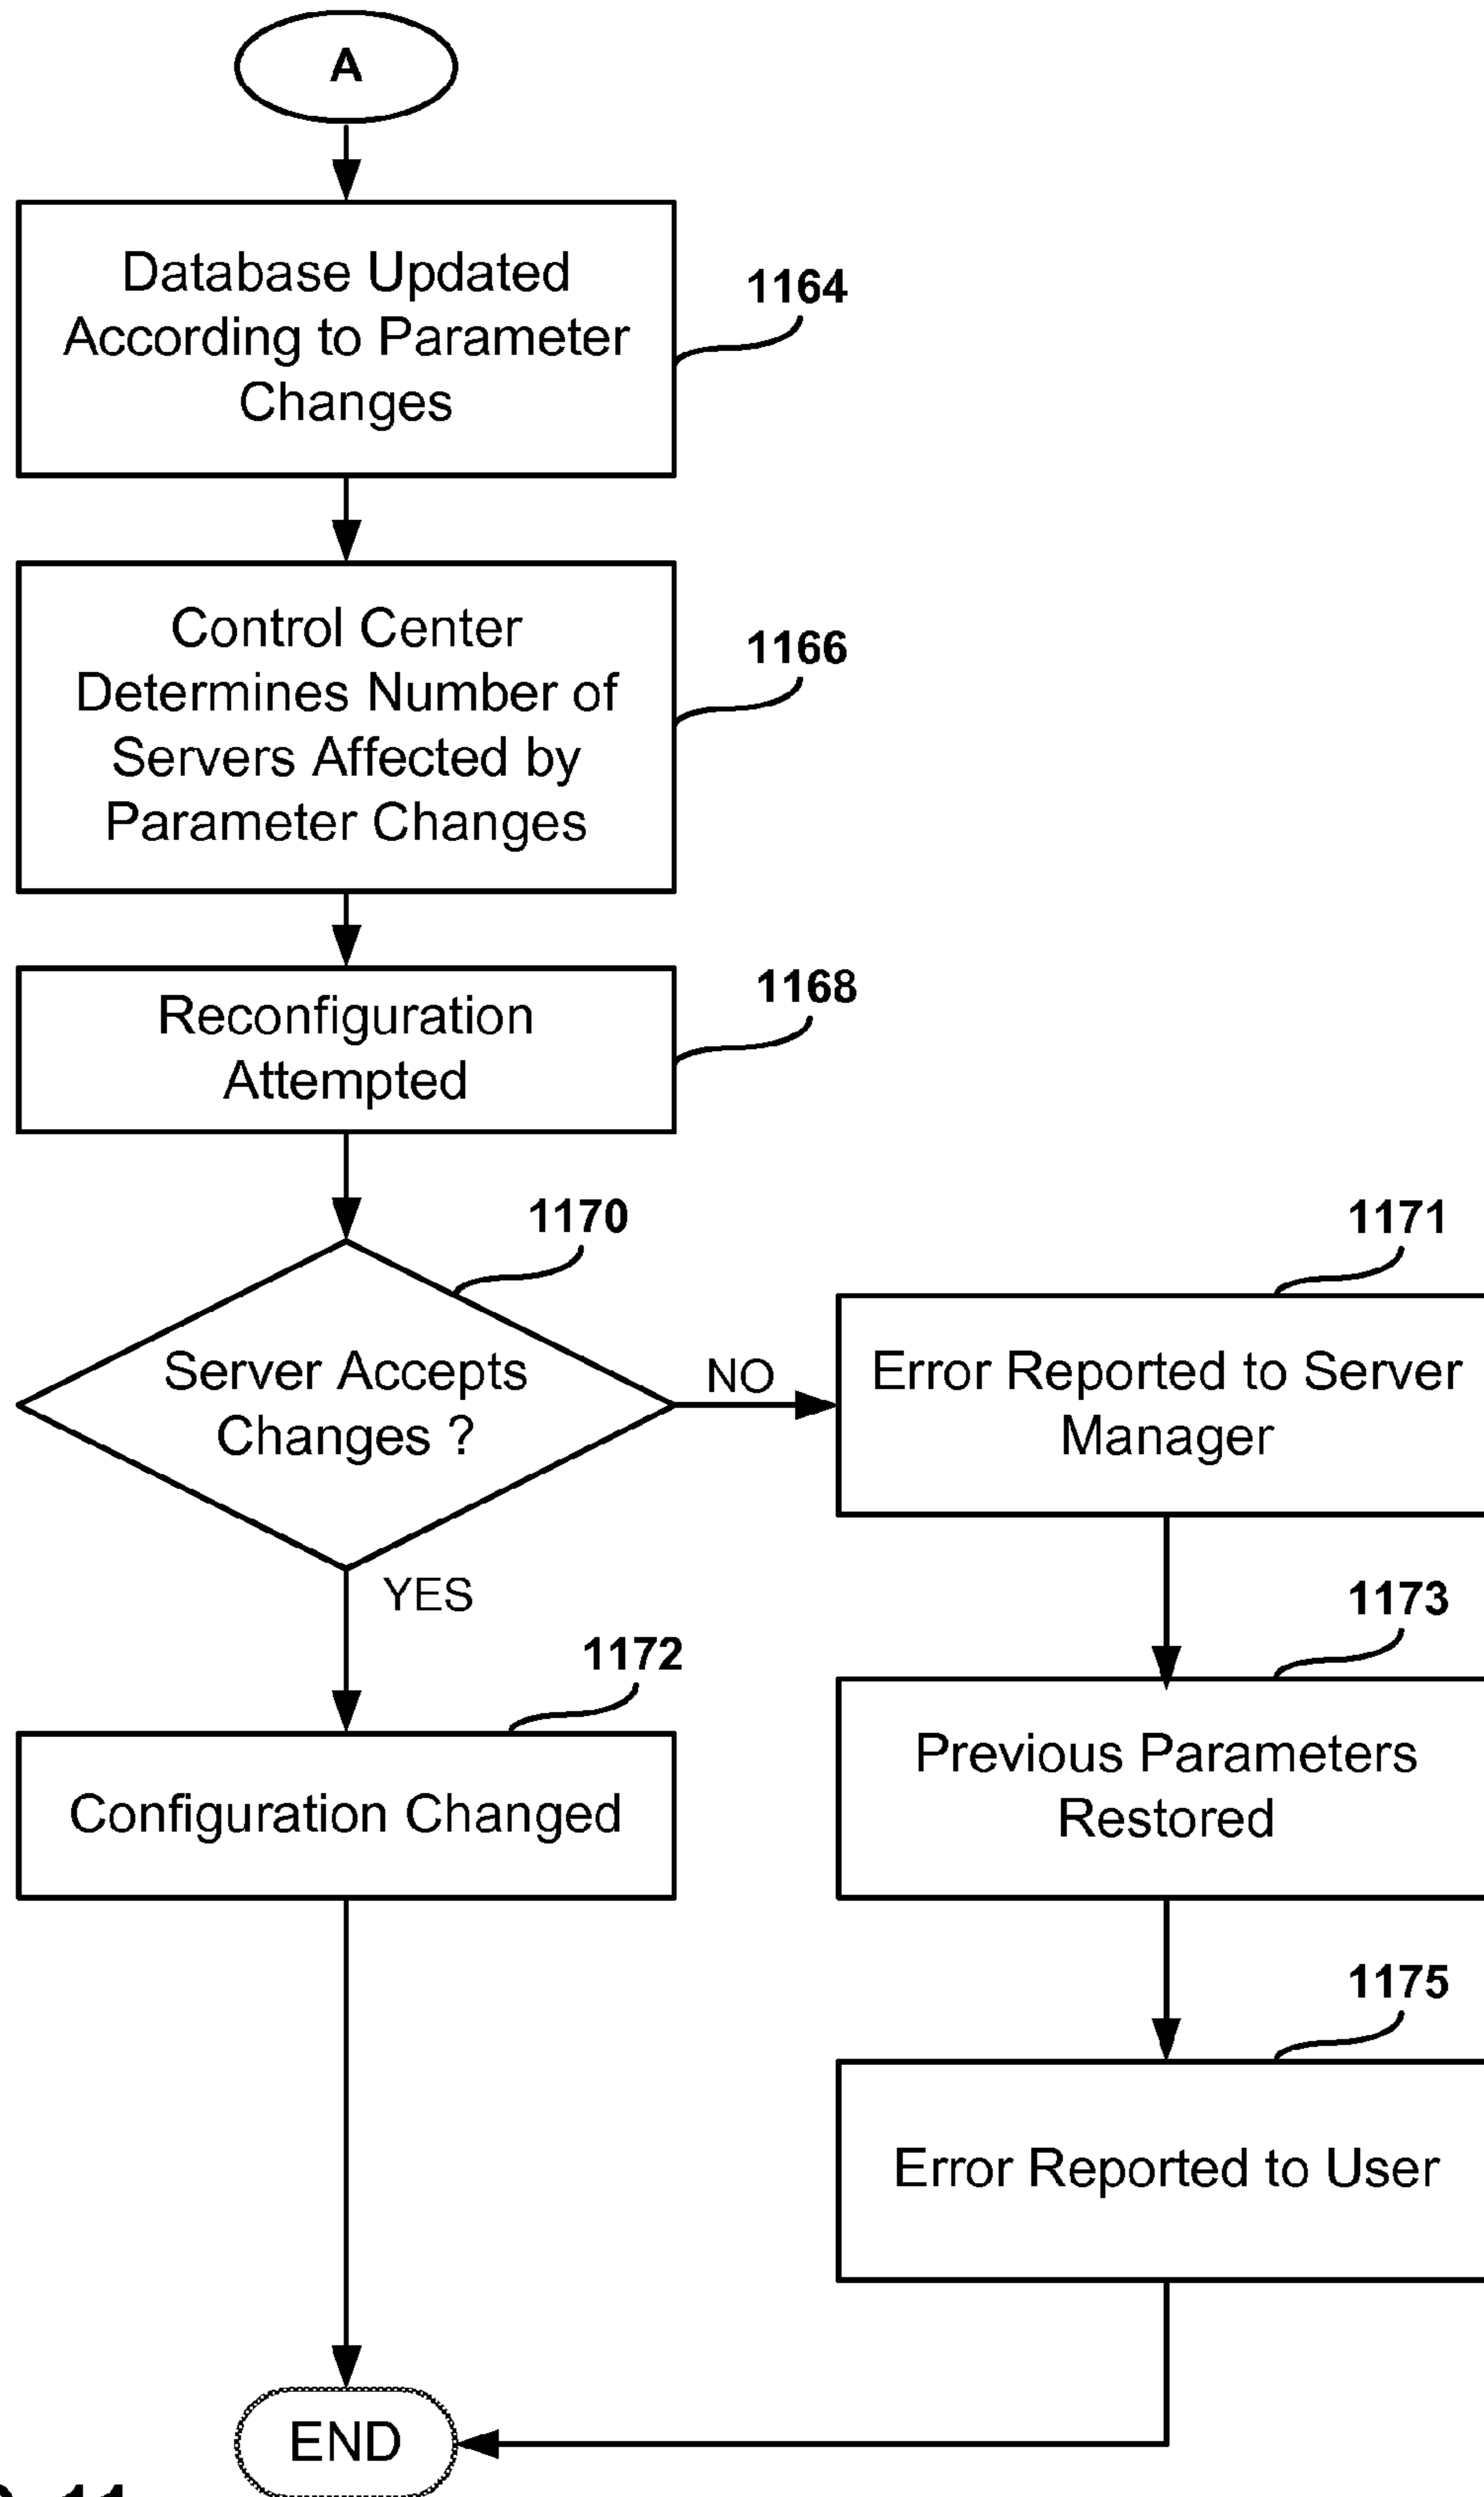 A
Database Updated
According to Parameter
Changes
1164
Control Center
Determines Number of
Servers Affected by
Parameter Changes
1166
Reconfiguration
Attempted
1168
1170
Server Accepts
Changes ?
NO
YES
1171
Error Reported to Server
Manager
1172
Configuration Changed
1173
Previous Parameters
Restored
1175
Error Reported to User
END